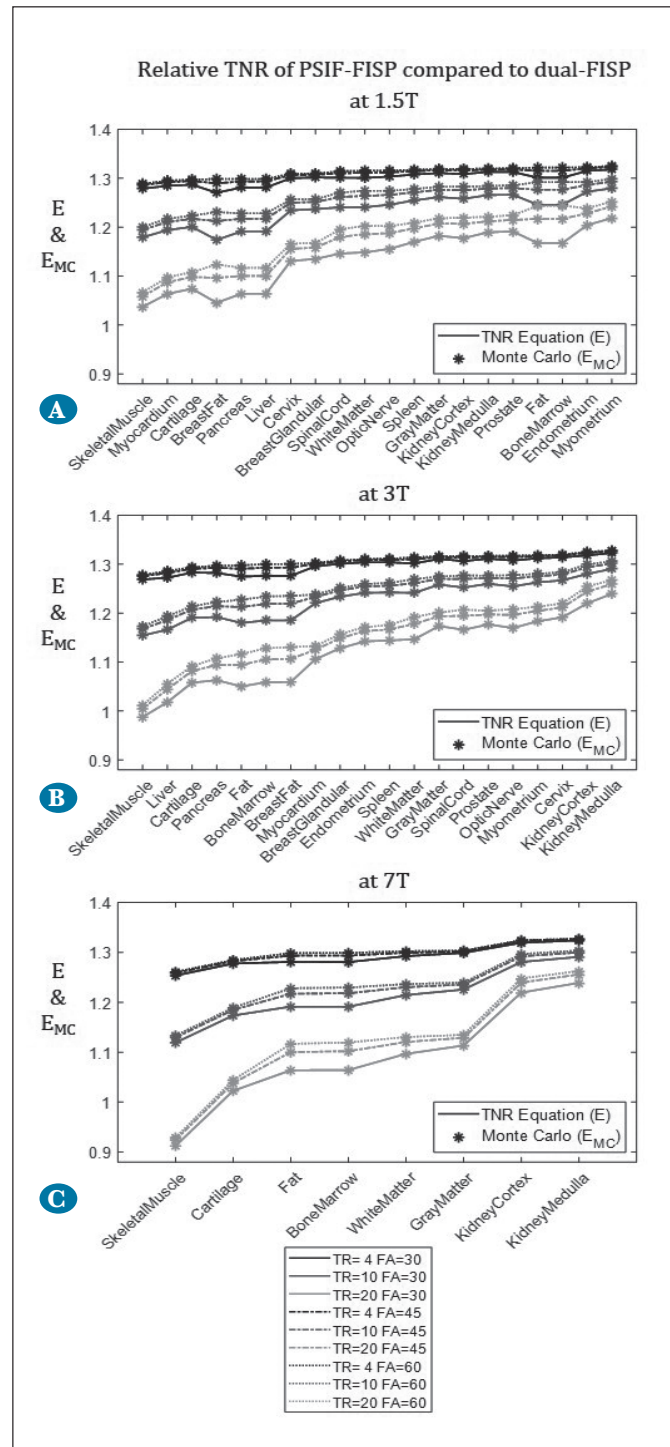 Relative TNR of PSIF-FISP compared to dual-FISP
at 1.5T
1.4
1.3
1.2
1.1
1
0.9
E
&
E_MC
TNR Equation (E)
Monte Carlo (E_MC)
A
SkeletalMuscle
Myocardium
Cartilage
BreastFat
Pancreas
Liver
Cervix
BreastGlandular
SpinalCord
WhiteMatter
OpticNerve
Spleen
GrayMatter
KidneyCortex
KidneyMedulla
Prostate
Fat
BoneMarrow
Endometrium
Myometrium
at 3T
1.4
1.3
1.2
1.1
1
0.9
E
&
E_MC
TNR Equation (E)
Monte Carlo (E_MC)
B
SkeletalMuscle
Liver
Cartilage
Pancreas
Fat
BoneMarrow
BreastFat
Myocardium
BreastGlandular
Endometrium
Spleen
WhiteMatter
GrayMatter
SpinalCord
Prostate
OpticNerve
Myometrium
Cervix
KidneyCortex
KidneyMedulla
at 7T
1.4
1.3
1.2
1.1
1
0.9
E
&
E_MC
TNR Equation (E)
Monte Carlo (E_MC)
C
SkeletalMuscle
Cartilage
Fat
BoneMarrow
WhiteMatter
GrayMatter
KidneyCortex
KidneyMedulla
TR= 4 FA=30
TR=10 FA=30
TR=20 FA=30
TR= 4 FA=45
TR=10 FA=45
TR=20 FA=45
TR= 4 FA=60
TR=10 FA=60
TR=20 FA=60